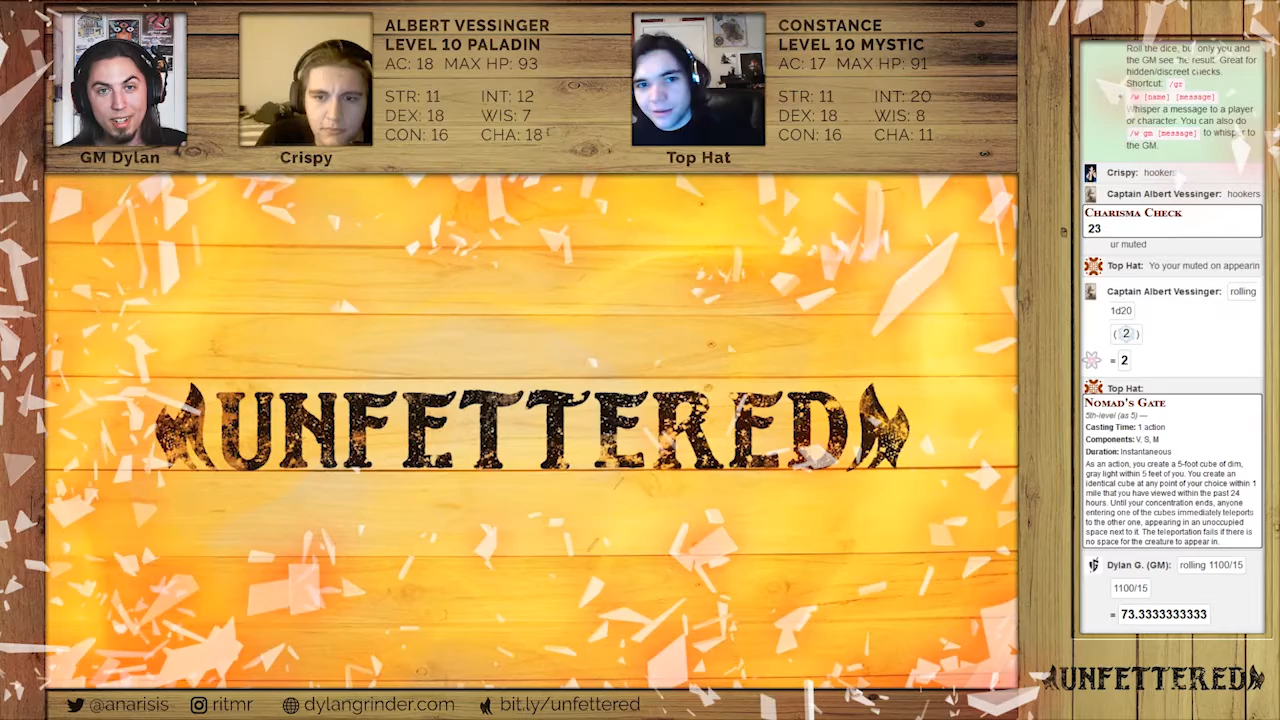 ALBERT VESSINGER
LEVEL 10 PALADIN
AC: 18 MAX HP: 93
STR: 11 INT: 12
DEX: 18 WIS: 7
CON: 16 CHA: 18
GM Dylan
Crispy
CONSTANCE
LEVEL 10 MYSTIC
AC: 17 MAX HP: 91
STR: 11 INT: 20
DEX: 18 WIS: 8
CON: 16 CHA: 11
Top Hat
UNFETTERED
Roll the dice, but only you and
the GM see the result. Great for
hidden/discreet checks.
Shortcut: /gr
/w [name] [message]
Whisper a message to a player
or character. You can also do
/w gm [message] to whisper to
the GM.
Crispy: hooker
Captain Albert Vessinger: hookers
CHARISMA CHECK
23
ur muted
Top Hat: Yo your muted on appearin
Captain Albert Vessinger: rolling
1d20
(2)
= 2
Top Hat:
NOMAD'S GATE
5th-level (as 5) —
Casting Time: 1 action
Components: V, S, M
Duration: Instantaneous
As an action, you create a 5-foot cube of dim,
gray light within 5 feet of you. You create an
identical cube at any point of your choice within 1
mile that you have viewed within the past 24
hours. Until your concentration ends, anyone
entering one of the cubes immediately teleports
to the other one, appearing in an unoccupied
space next to it. The teleportation fails if there is
no space for the creature to appear in.
Dylan G. (GM): rolling 1100/15
1100/15
= 73.3333333333
UNFETTERED
@anarisis ritmr dylangrinder.com bit.ly/unfettered